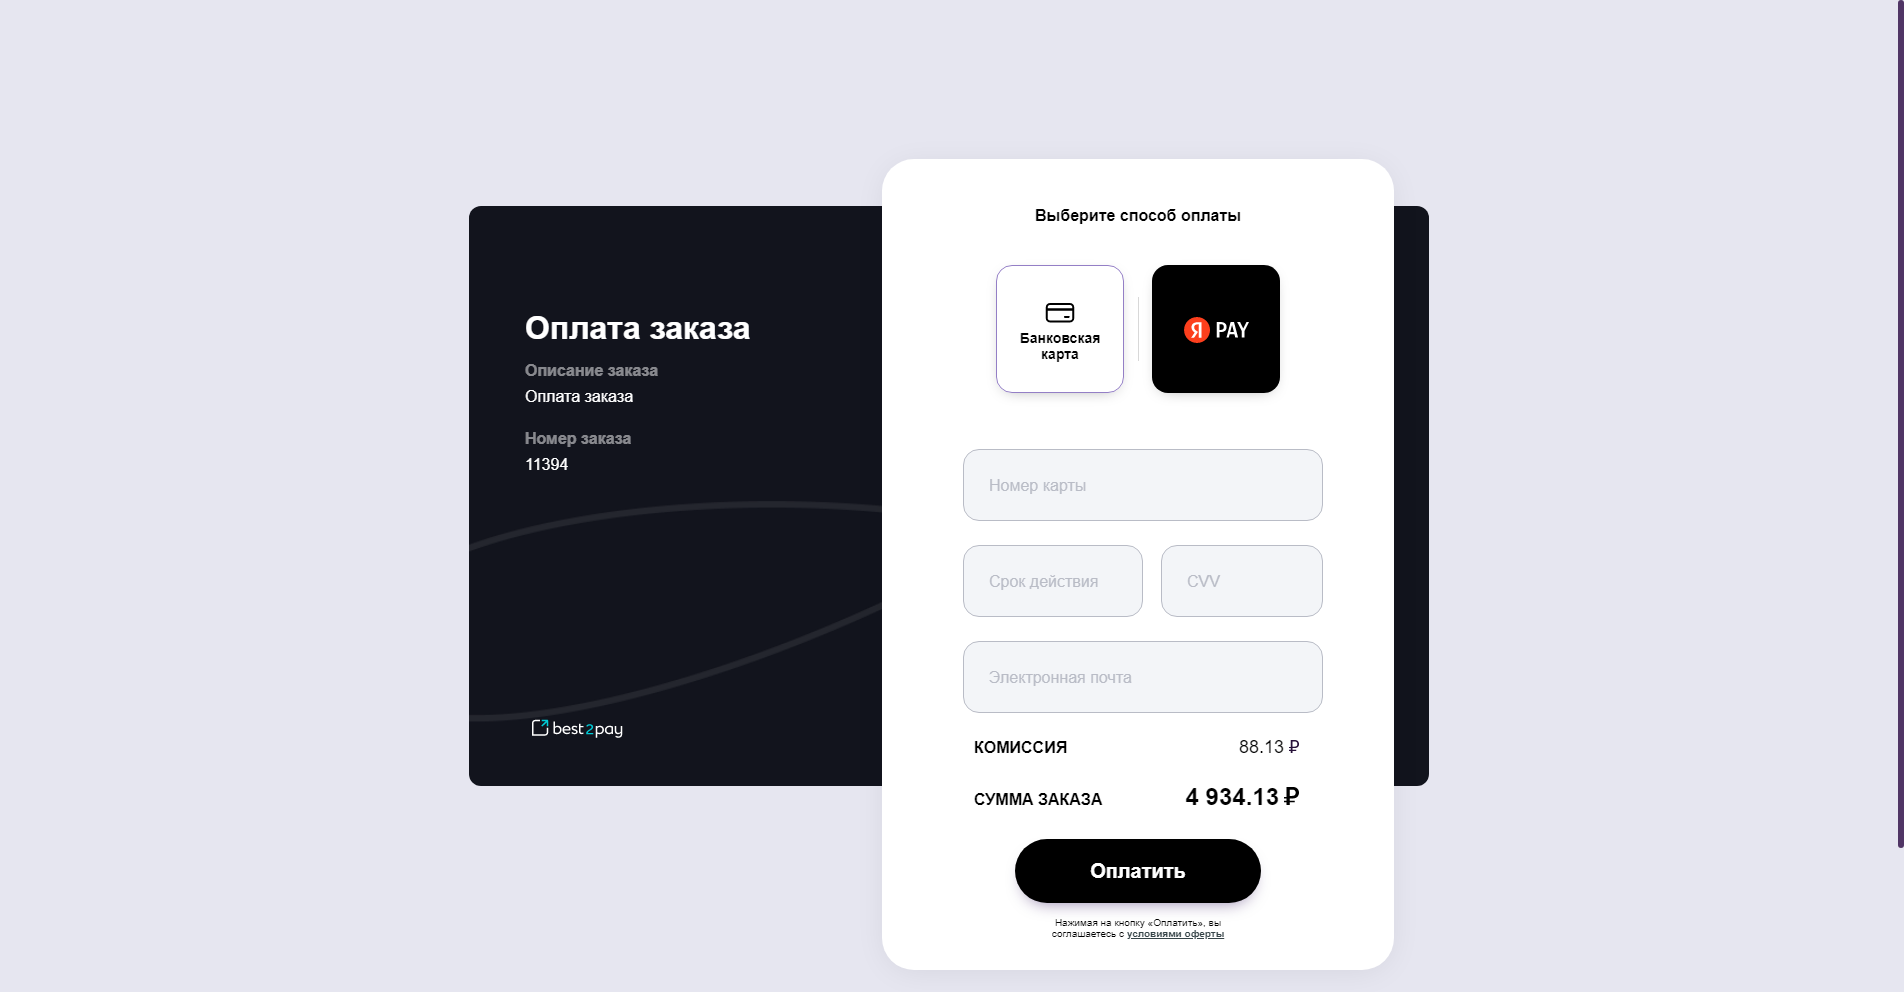 Оплата заказа
Описание заказа
Оплата заказа
Номер заказа
11394
best2pay
Выберите способ оплаты
Банковская
карта
Я PAY
Номер карты
Срок действия
CVV
Электронная почта
КОМИССИЯ 88.13 ₽
СУММА ЗАКАЗА 4 934.13 ₽
Оплатить
Нажимая на кнопку «Оплатить», вы
соглашаетесь с условиями оферты